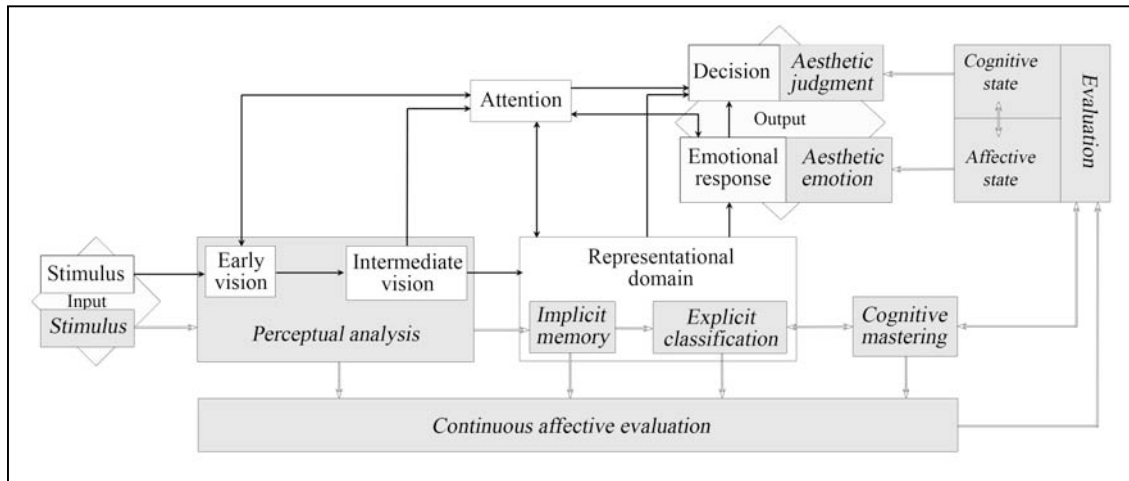 Decision
Aesthetic
judgment
Cognitive
state
Evaluation
Attention
Output
Emotional
response
Aesthetic
emotion
Affective
state
Stimulus
Input
Stimulus
Early
vision
Intermediate
vision
Perceptual analysis
Representational
domain
Implicit
memory
Explicit
classification
Cognitive
mastering
Continuous affective evaluation